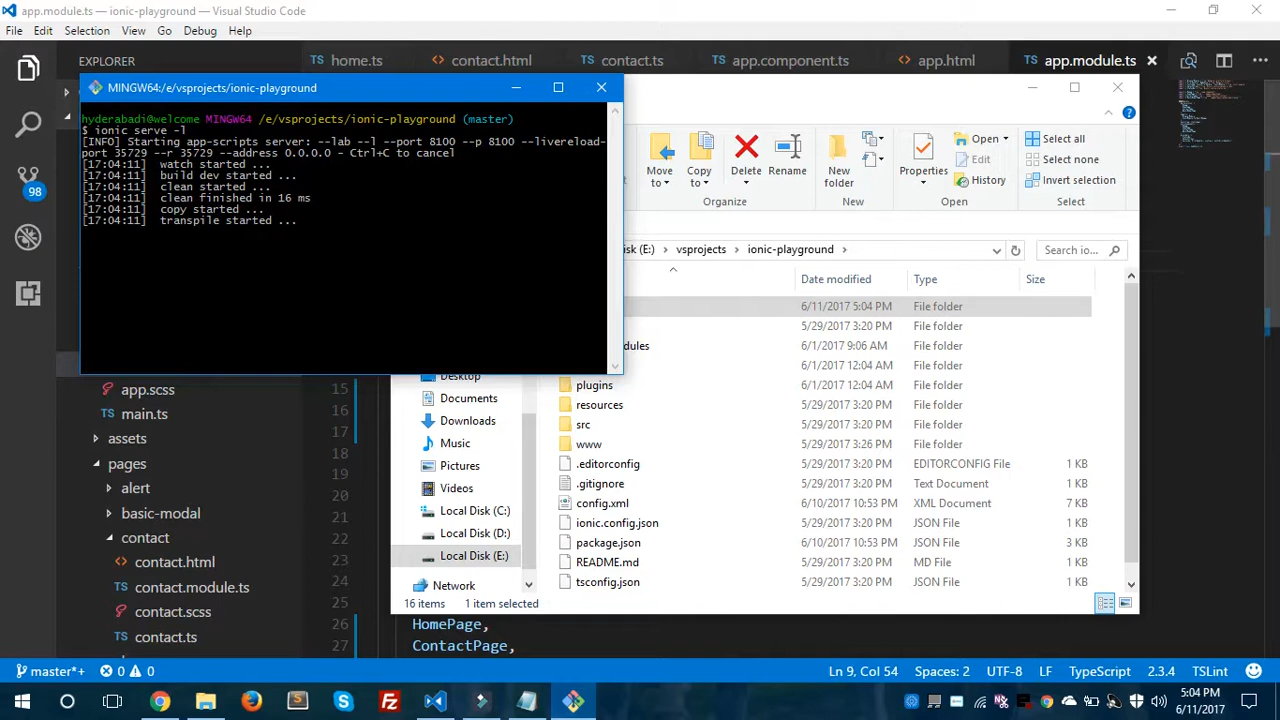 app.module.ts — ionic-playground — Visual Studio Code
File Edit Selection View Go Debug Help
EXPLORER
home.ts
contact.html
contact.ts
app.component.ts
app.html
app.module.ts
MINGW64:/e/vsprojects/ionic-playground
hyderabadi@welcome MINGW64 /e/vsprojects/ionic-playground (master)
$ ionic serve -l
[INFO] Starting app-scripts server: --lab --l --port 8100 --p 8100 --livereload-
port 35729 --r 35729 --address 0.0.0.0 - Ctrl+C to cancel
[17:04:11] watch started ...
[17:04:11] build dev started ...
[17:04:11] clean started ...
[17:04:11] clean finished in 16 ms
[17:04:11] copy started ...
[17:04:11] transpile started ...
98
Move to
Copy to
Delete
Rename
New folder
Properties
Open
Edit
History
Select all
Select none
Invert selection
Organize
New
Open
Select
isk (E:) > vsprojects > ionic-playground >
Search io...
Date modified Type Size
6/11/2017 5:04 PM File folder
5/29/2017 3:20 PM File folder
dules 6/1/2017 9:06 AM File folder
6/1/2017 12:04 AM File folder
plugins 6/1/2017 12:04 AM File folder
resources 5/29/2017 3:20 PM File folder
src 5/29/2017 3:20 PM File folder
www 5/29/2017 3:26 PM File folder
.editorconfig 5/29/2017 3:20 PM EDITORCONFIG File 1 KB
.gitignore 5/29/2017 3:20 PM Text Document 1 KB
config.xml 6/10/2017 10:53 PM XML Document 7 KB
ionic.config.json 5/29/2017 3:20 PM JSON File 1 KB
package.json 6/10/2017 10:53 PM JSON File 3 KB
README.md 5/29/2017 3:20 PM MD File 1 KB
tsconfig.json 5/29/2017 3:20 PM JSON File 1 KB
Desktop
Documents
Downloads
Music
Pictures
Videos
Local Disk (C:)
Local Disk (D:)
Local Disk (E:)
Network
16 items 1 item selected
app.scss
main.ts
assets
pages
alert
basic-modal
contact
contact.html
contact.module.ts
contact.scss
contact.ts
15
16
17
18
19
20
21
22
23
24
25
26 HomePage,
27 ContactPage,
master*+ 0 0
Ln 9, Col 54 Spaces: 2 UTF-8 LF TypeScript 2.3.4 TSLint
5:04 PM
6/11/2017